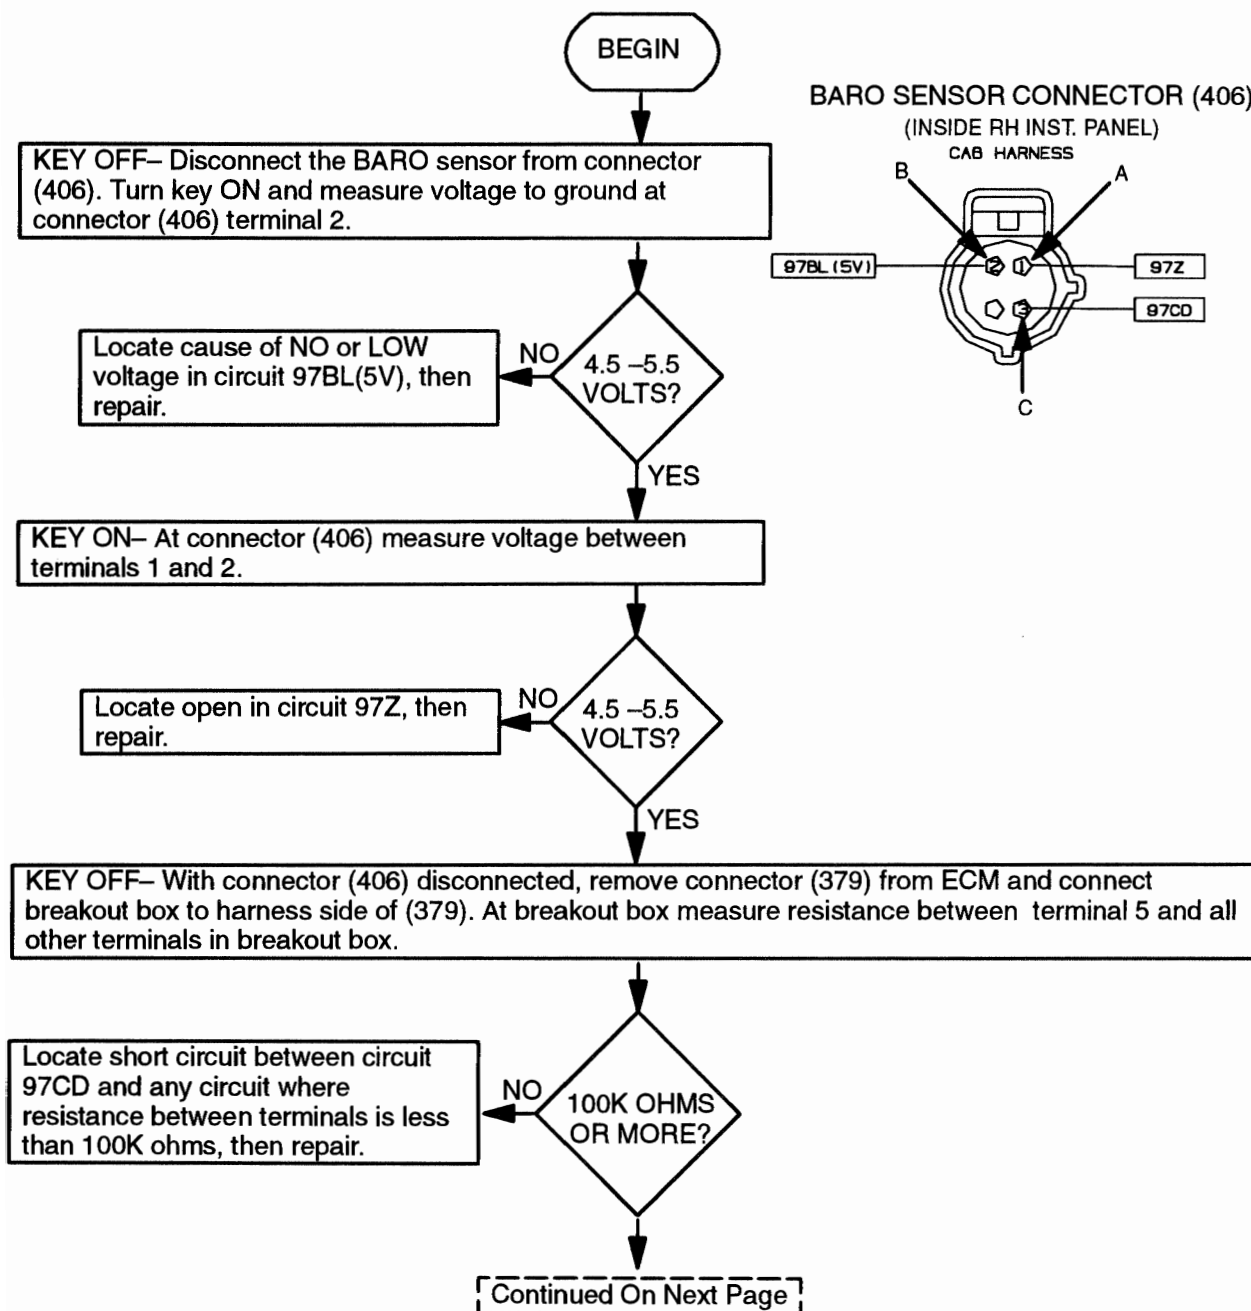 BEGIN
BARO SENSOR CONNECTOR (406)
(INSIDE RH INST. PANEL)
CAB HARNESS
B
A
97BL (5V)
2
1
97Z
3
97CD
C
KEY OFF– Disconnect the BARO sensor from connector
(406). Turn key ON and measure voltage to ground at
connector (406) terminal 2.
4.5 –5.5
VOLTS?
NO
Locate cause of NO or LOW
voltage in circuit 97BL(5V), then
repair.
YES
KEY ON– At connector (406) measure voltage between
terminals 1 and 2.
4.5 –5.5
VOLTS?
NO
Locate open in circuit 97Z, then
repair.
YES
KEY OFF– With connector (406) disconnected, remove connector (379) from ECM and connect
breakout box to harness side of (379). At breakout box measure resistance between terminal 5 and all
other terminals in breakout box.
100K OHMS
OR MORE?
NO
Locate short circuit between circuit
97CD and any circuit where
resistance between terminals is less
than 100K ohms, then repair.
Continued On Next Page